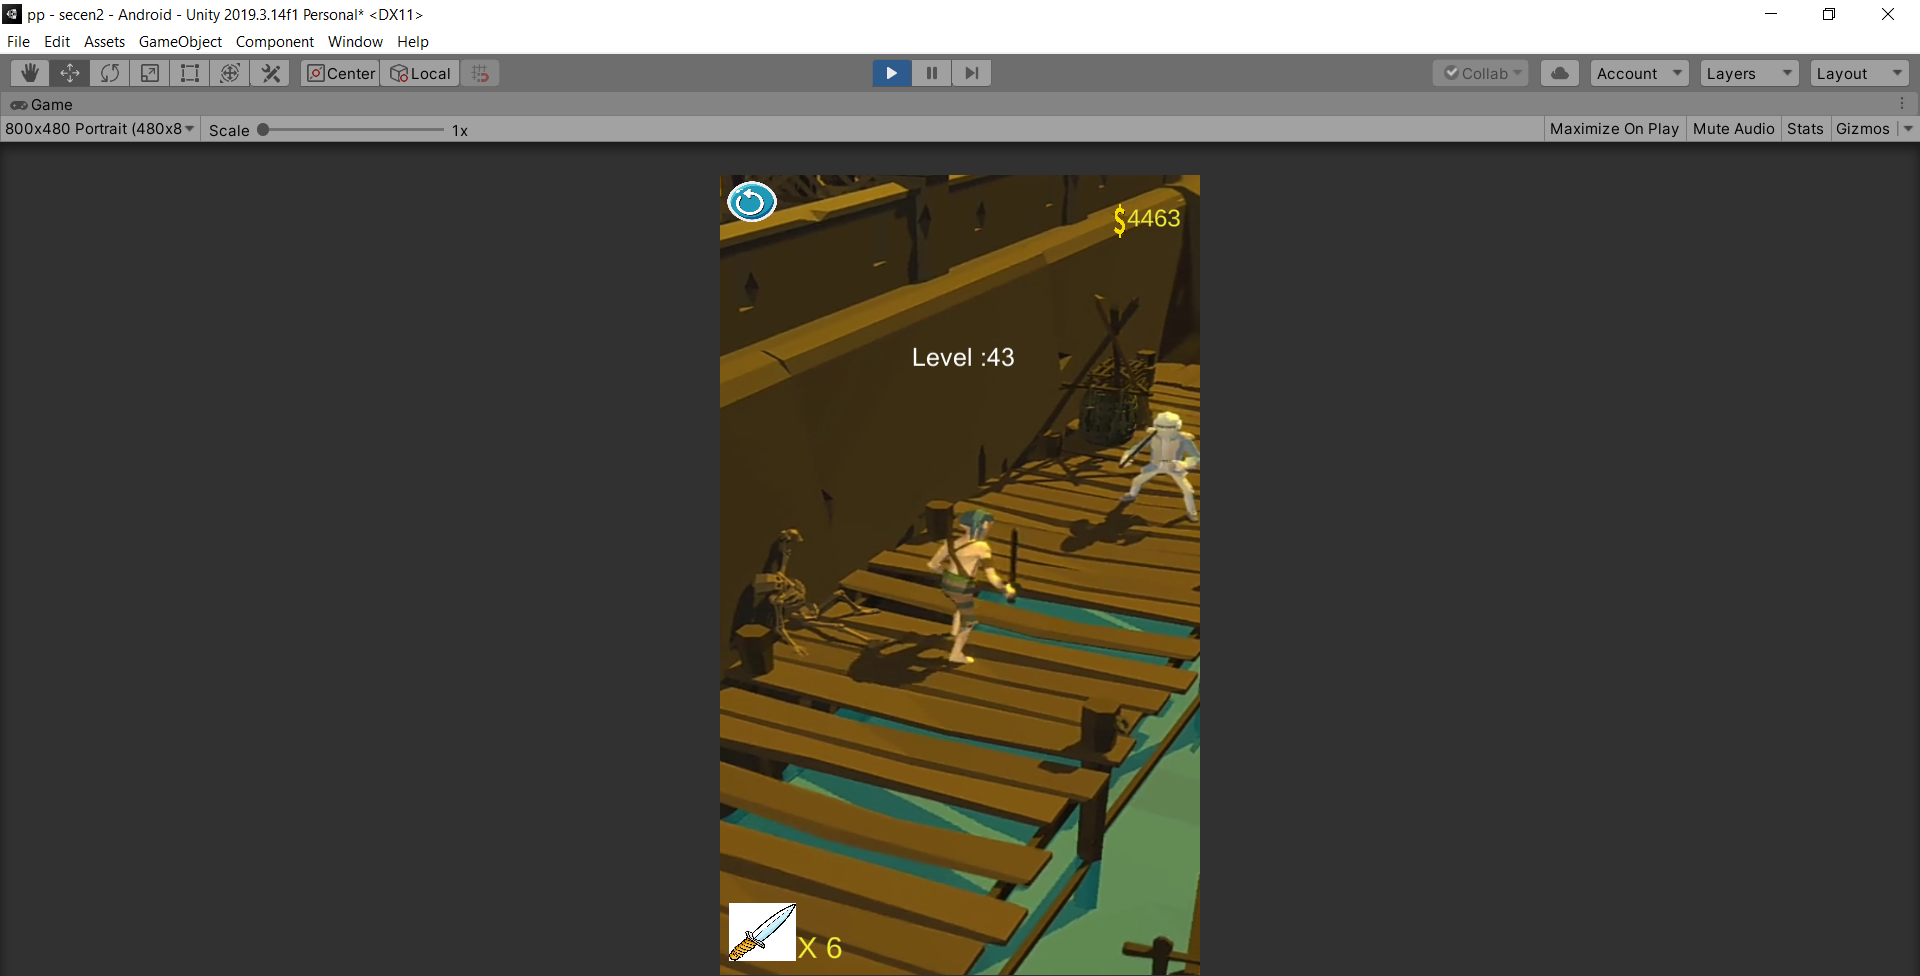 pp - secen2 - Android - Unity 2019.3.14f1 Personal* <DX11>
File Edit Assets GameObject Component Window Help
Center Local Collab Account Layers Layout
Game
800x480 Portrait (480x8 Scale 1x Maximize On Play Mute Audio Stats Gizmos
$4463
Level :43
X 6